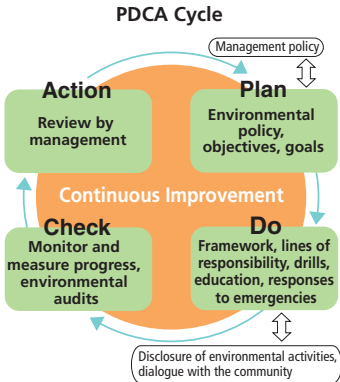 PDCA Cycle
Management policy
Action
Review by
management
Plan
Environmental
policy,
objectives, goals
Continuous Improvement
Check
Monitor and
measure progress,
environmental
audits
Do
Framework, lines of
responsibility, drills,
education, responses
to emergencies
Disclosure of environmental activities,
dialogue with the community